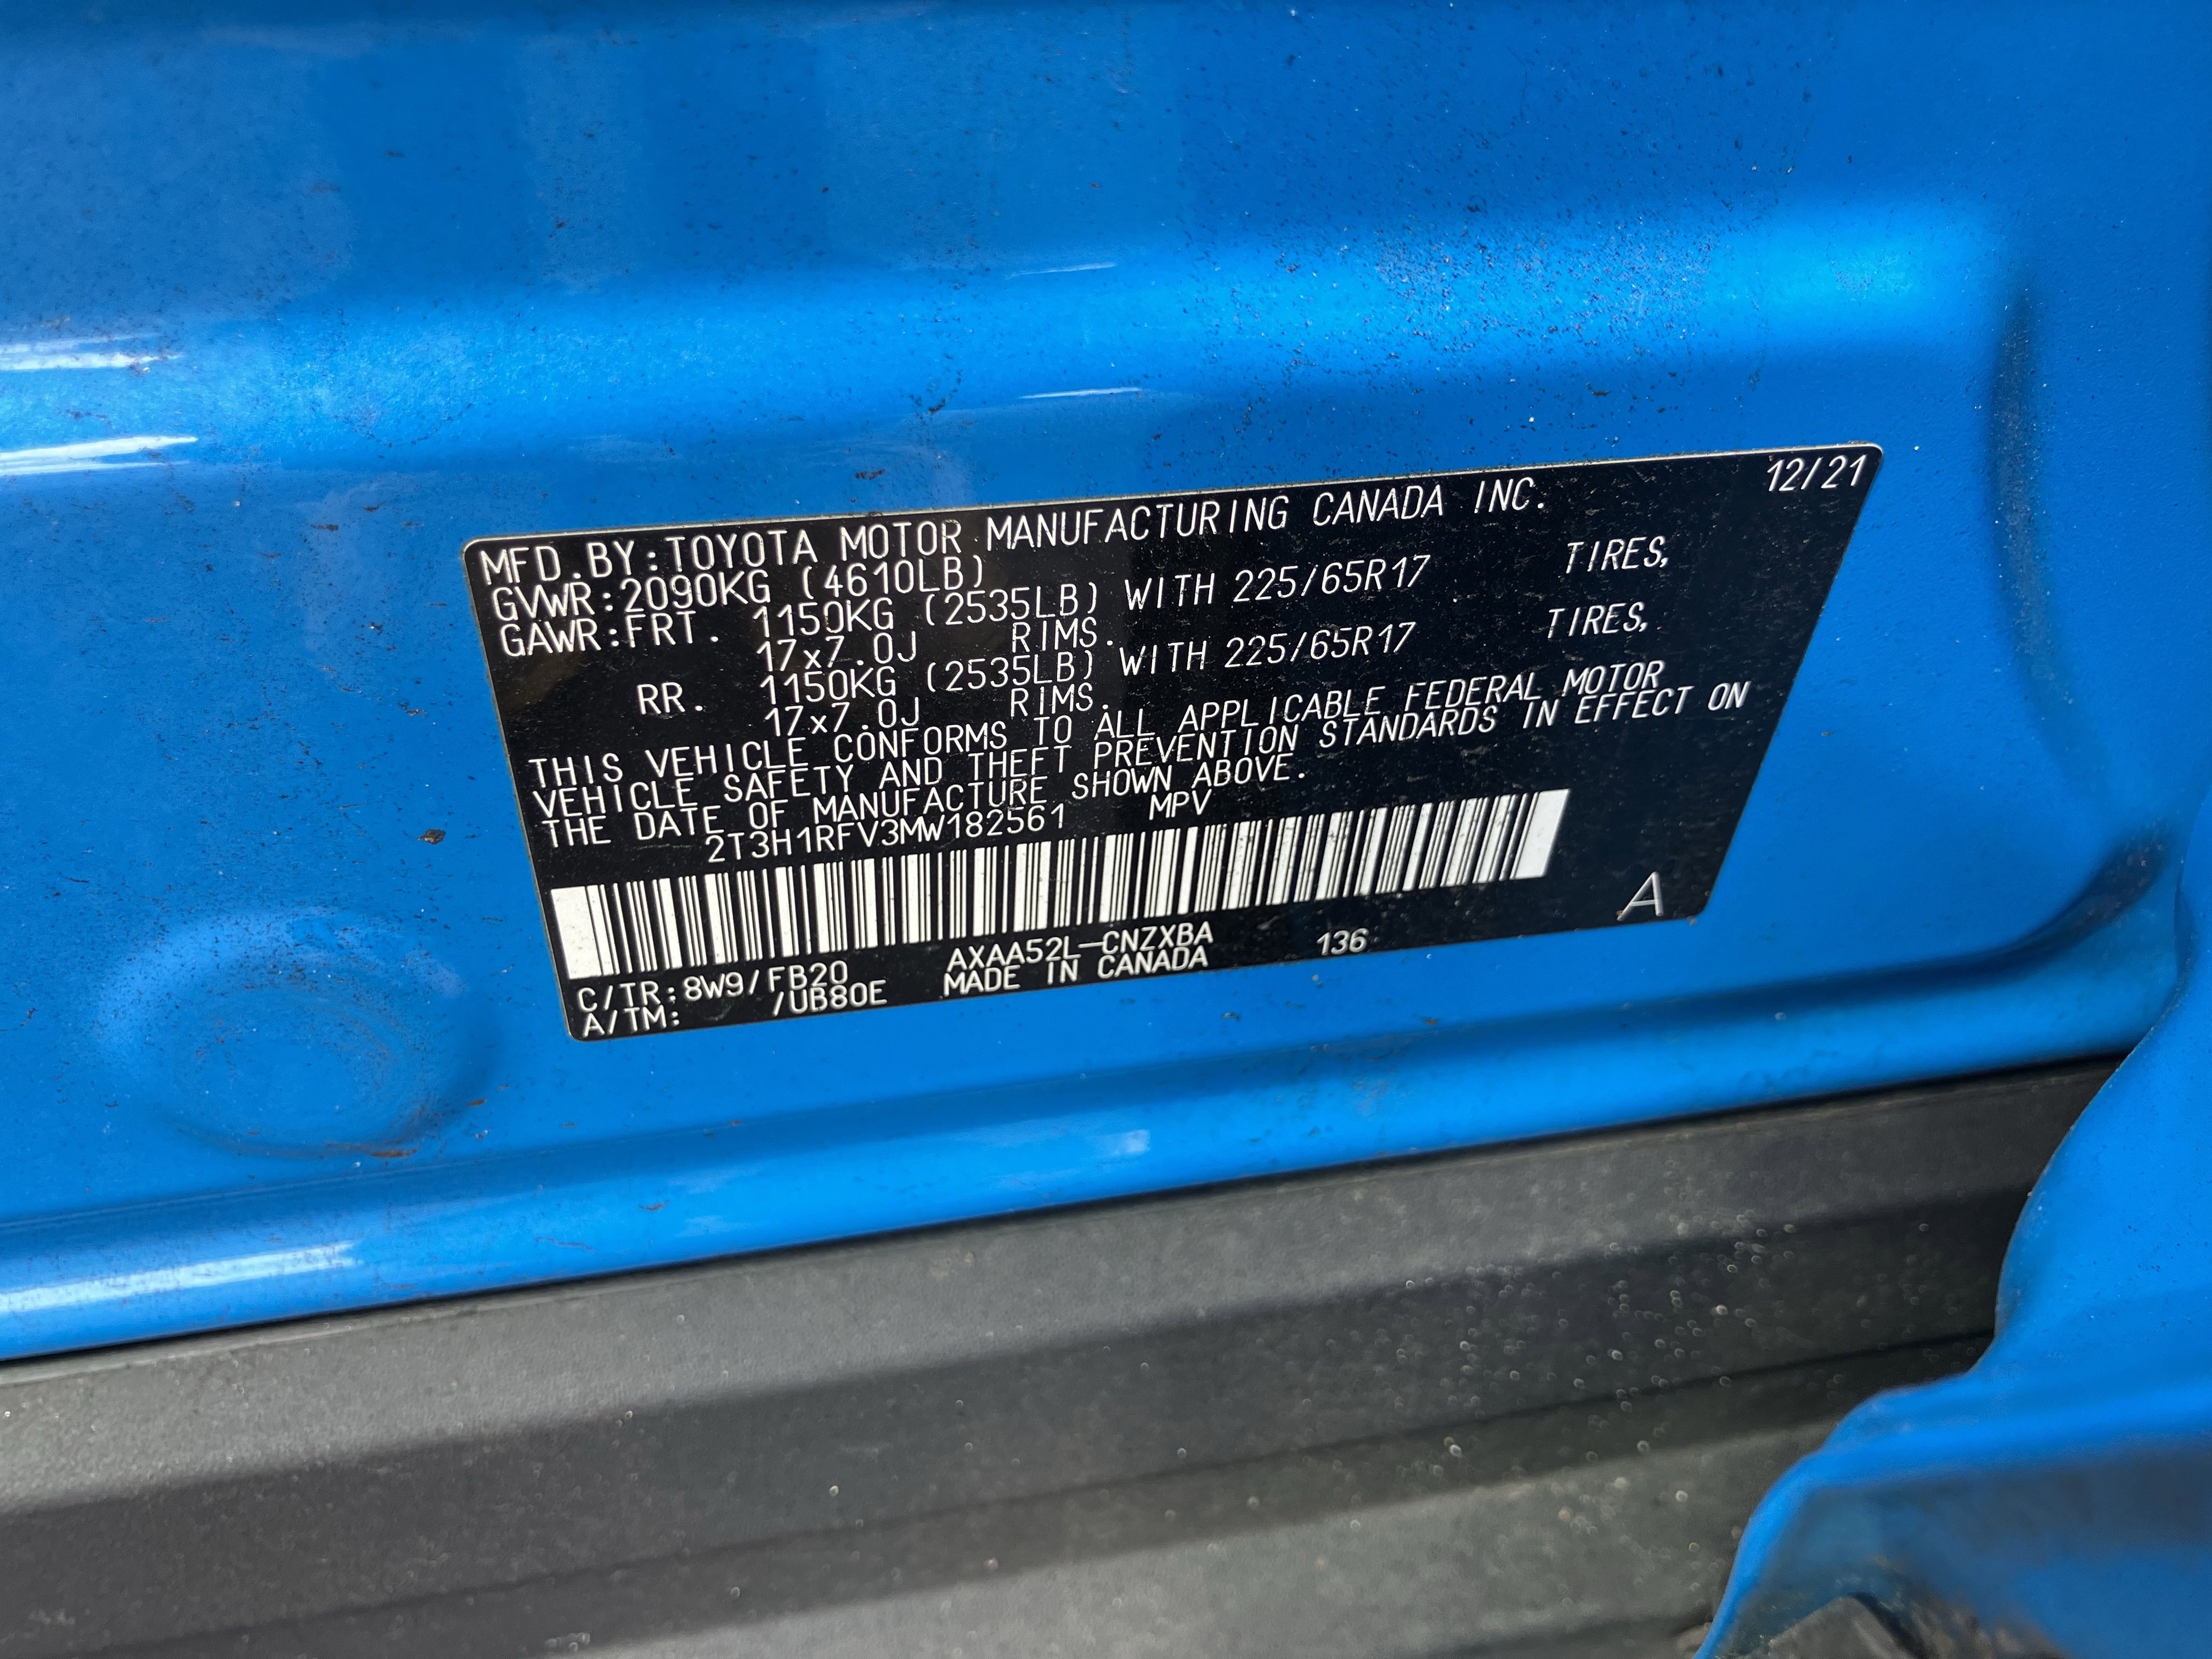 12/21
MFD.BY:TOYOTA MOTOR MANUFACTURING CANADA INC.
GVWR:2090KG (4610LB)
GAWR:FRT. 1150KG (2535LB) WITH 225/65R17 TIRES,
17x7.0J RIMS.
RR. 1150KG (2535LB) WITH 225/65R17 TIRES,
17x7.0J RIMS.
THIS VEHICLE CONFORMS TO ALL APPLICABLE FEDERAL MOTOR
VEHICLE SAFETY AND THEFT PREVENTION STANDARDS IN EFFECT ON
THE DATE OF MANUFACTURE SHOWN ABOVE.
2T3H1RFV3MW182561 MPV
A
C/TR:8W9/FB20 AXAA52L-CNZXBA 136
A/TM: /UB80E MADE IN CANADA